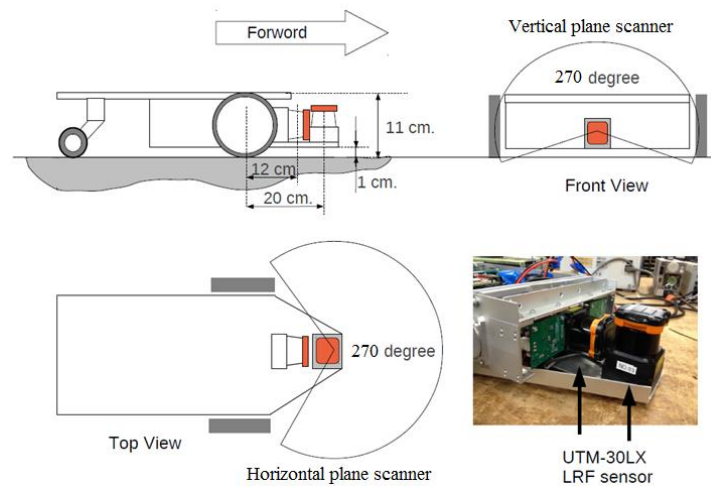 Forword
11 cm.
12 cm
1 cm.
20 cm.
Vertical plane scanner
270 degree
Front View
270 degree
Top View
Horizontal plane scanner
UTM-30LX
LRF sensor